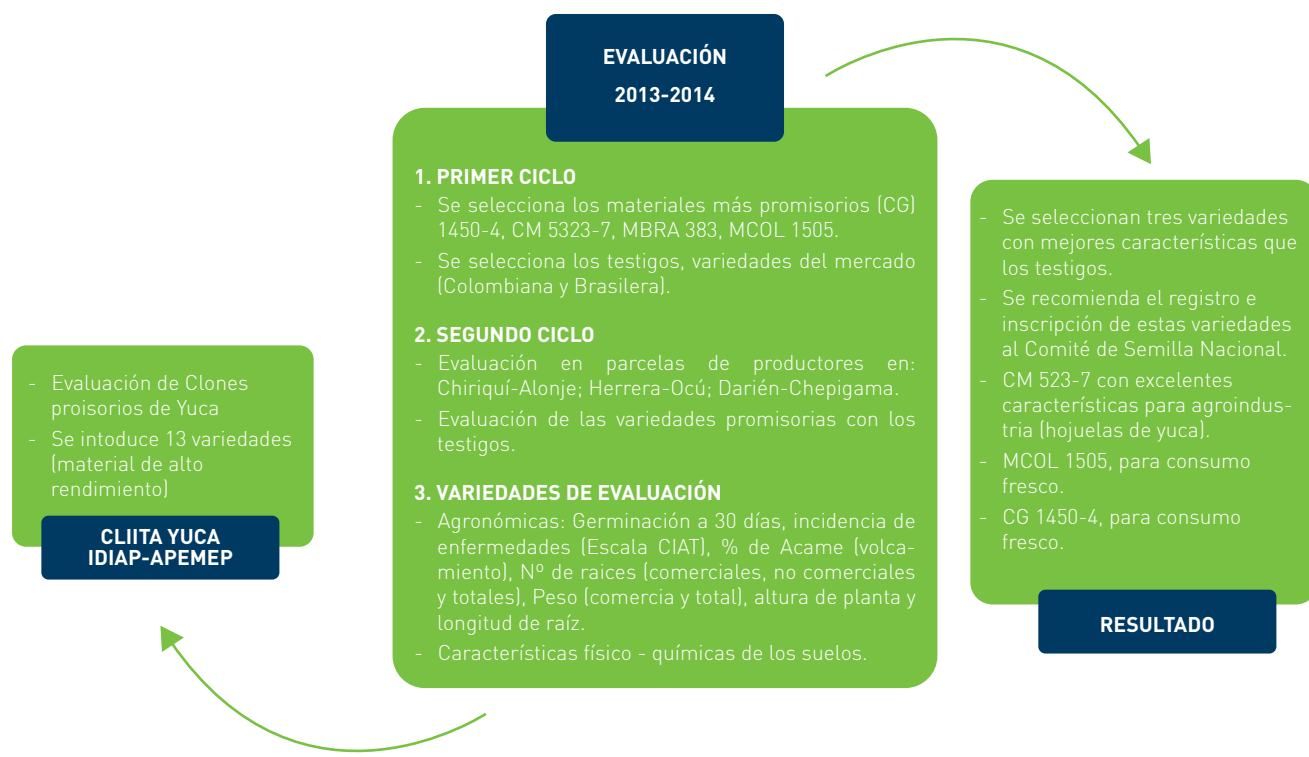 - Evaluación de Clones
proisorios de Yuca
- Se intoduce 13 variedades
(material de alto
rendimiento)
CLIITA YUCA
IDIAP-APEMEP
EVALUACIÓN
2013-2014
1. PRIMER CICLO
- Se selecciona los materiales más promisorios (CG)
1450-4, CM 5323-7, MBRA 383, MCOL 1505.
- Se selecciona los testigos, variedades del mercado
(Colombiana y Brasilera).
2. SEGUNDO CICLO
- Evaluación en parcelas de productores en:
Chiriquí-Alonje; Herrera-Ocú; Darién-Chepigama.
- Evaluación de las variedades promisorias con los
testigos.
3. VARIEDADES DE EVALUACIÓN
- Agronómicas: Germinación a 30 días, incidencia de
enfermedades (Escala CIAT), % de Acame (volca-
miento), Nº de raices (comerciales, no comerciales
y totales), Peso (comercia y total), altura de planta y
longitud de raíz.
- Características físico - químicas de los suelos.
- Se seleccionan tres variedades
con mejores características que
los testigos.
- Se recomienda el registro e
inscripción de estas variedades
al Comité de Semilla Nacional.
- CM 523-7 con excelentes
características para agroindus-
tria (hojuelas de yuca).
- MCOL 1505, para consumo
fresco.
- CG 1450-4, para consumo
fresco.
RESULTADO